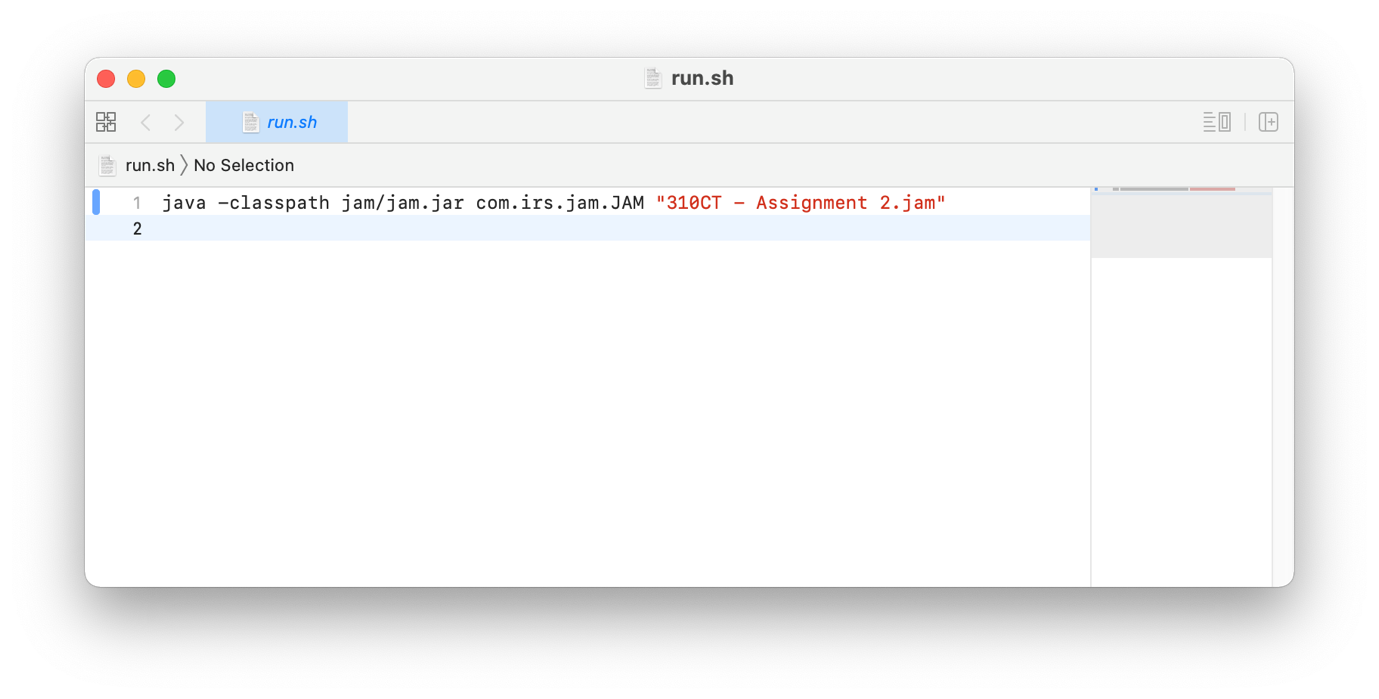 run.sh
run.sh
run.sh 〉 No Selection
1 java -classpath jam/jam.jar com.irs.jam.JAM "310CT - Assignment 2.jam"
2